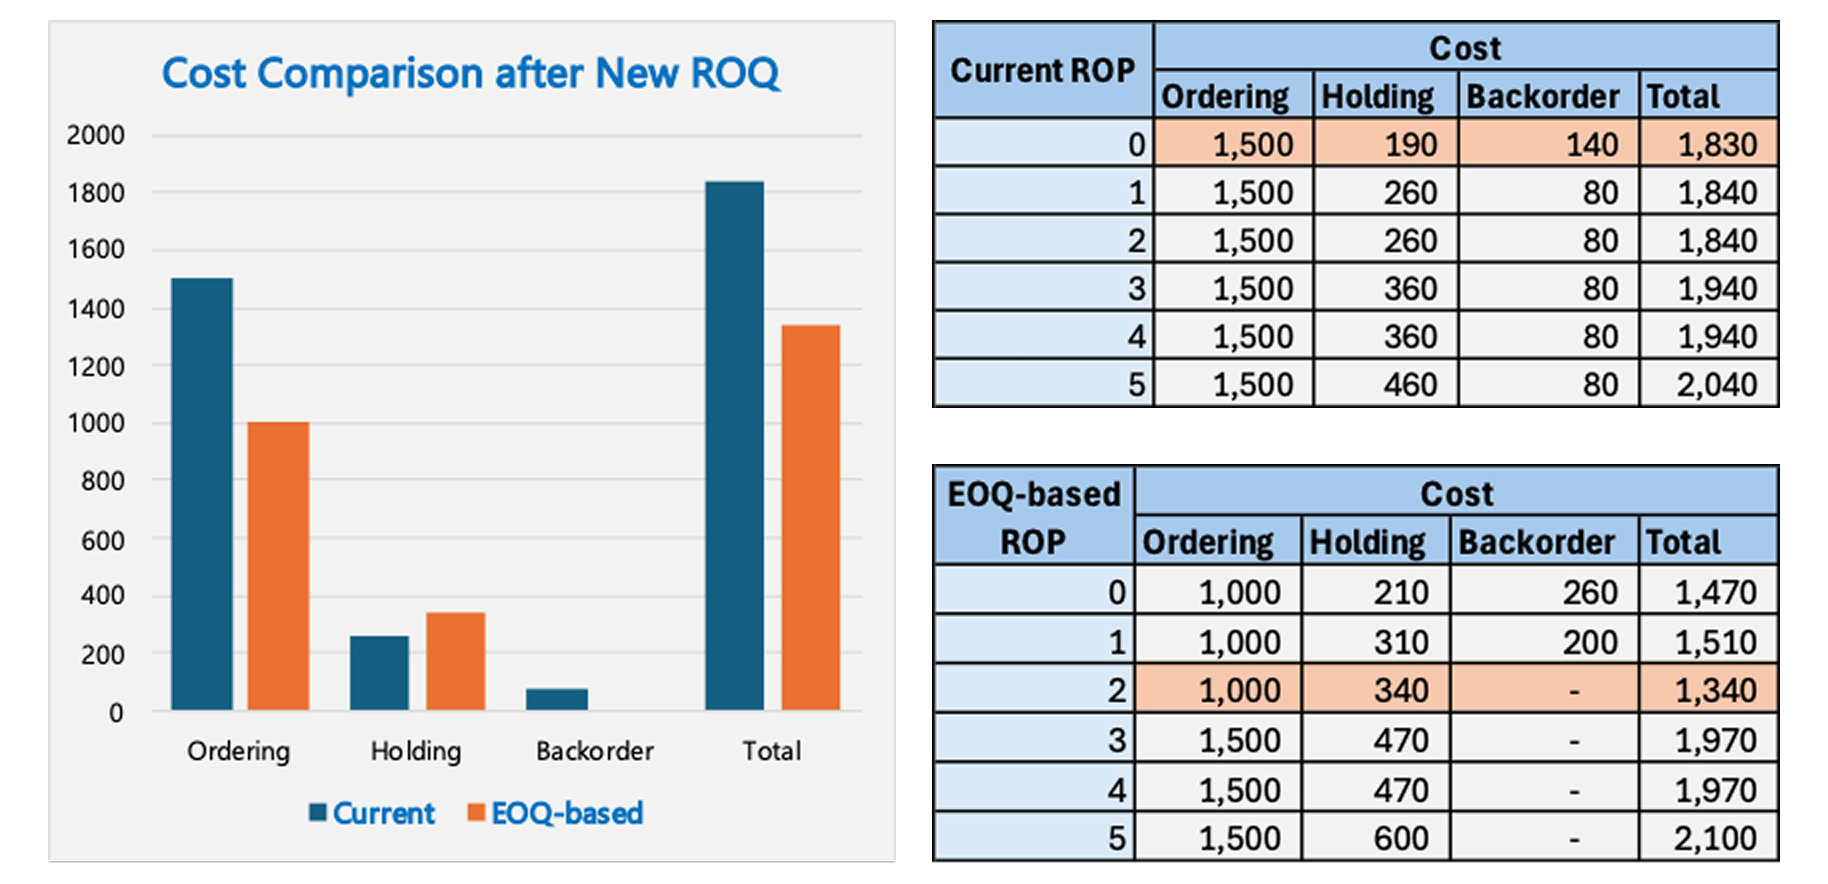 Cost Comparison after New ROQ
2000
1800
1600
1400
1200
1000
800
600
400
200
0
Ordering Holding Backorder Total
Current EOQ-based
Current ROP Cost
Ordering Holding Backorder Total
0 1,500 190 140 1,830
1 1,500 260 80 1,840
2 1,500 260 80 1,840
3 1,500 360 80 1,940
4 1,500 360 80 1,940
5 1,500 460 80 2,040
EOQ-based Cost
ROP Ordering Holding Backorder Total
0 1,000 210 260 1,470
1 1,000 310 200 1,510
2 1,000 340 - 1,340
3 1,500 470 - 1,970
4 1,500 470 - 1,970
5 1,500 600 - 2,100